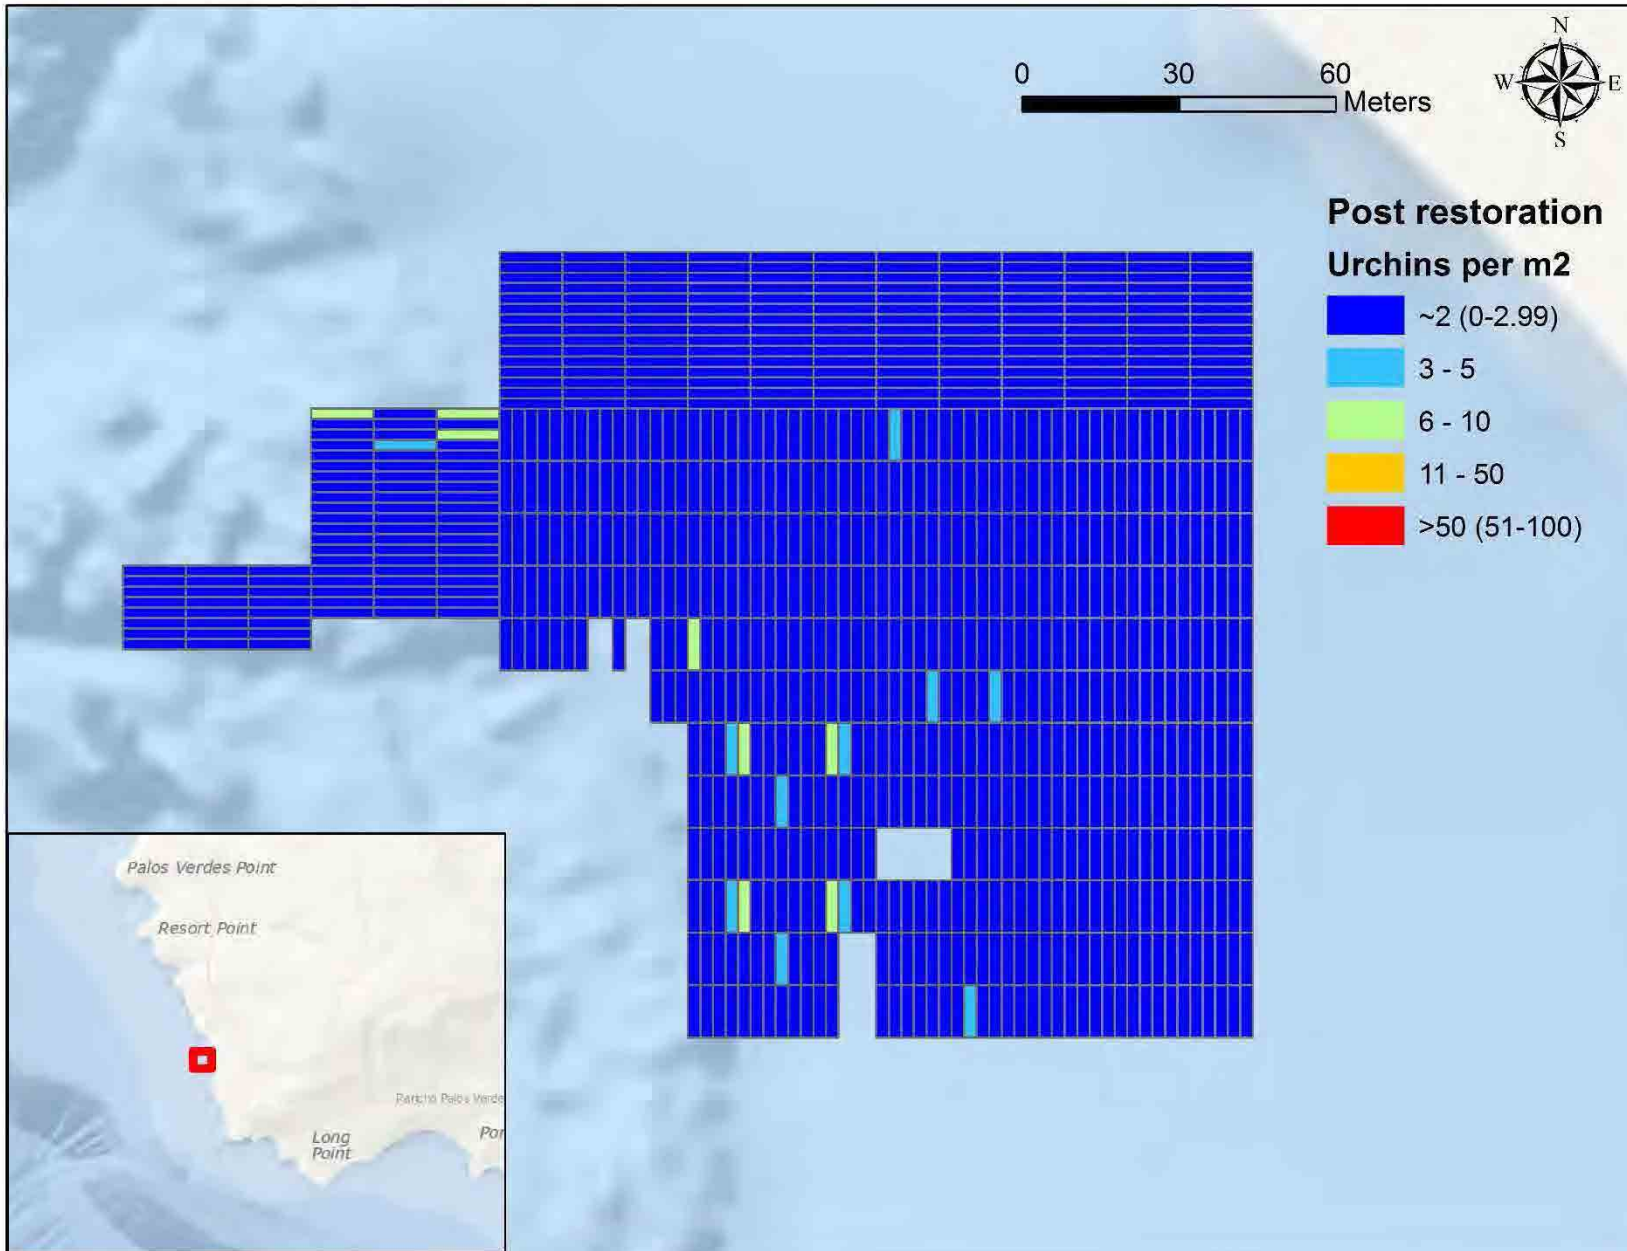 N
W E
S
0 30 60
Meters
Post restoration
Urchins per m2
~2 (0-2.99)
3 - 5
6 - 10
11 - 50
>50 (51-100)
Palos Verdes Point
Resort Point
Rancho Palos Verde
Long
Point
Por